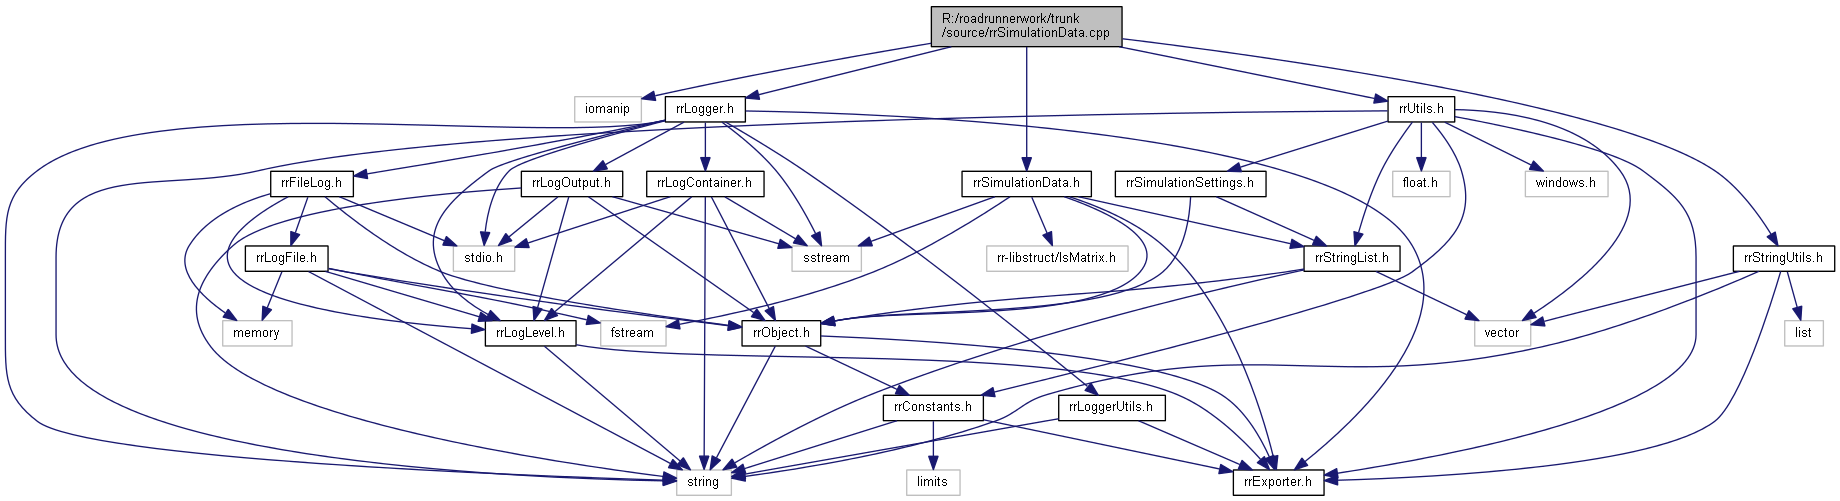 R:/roadrunnerwork/trunk
/source/rrSimulationData.cpp
iomanip
rrLogger.h
rrUtils.h
rrFileLog.h
rrLogOutput.h
rrLogContainer.h
rrSimulationData.h
rrSimulationSettings.h
float.h
windows.h
rrLogFile.h
stdio.h
sstream
rr-libstruct/lsMatrix.h
rrStringList.h
rrStringUtils.h
memory
rrLogLevel.h
fstream
rrObject.h
vector
list
rrConstants.h
rrLoggerUtils.h
string
limits
rrExporter.h